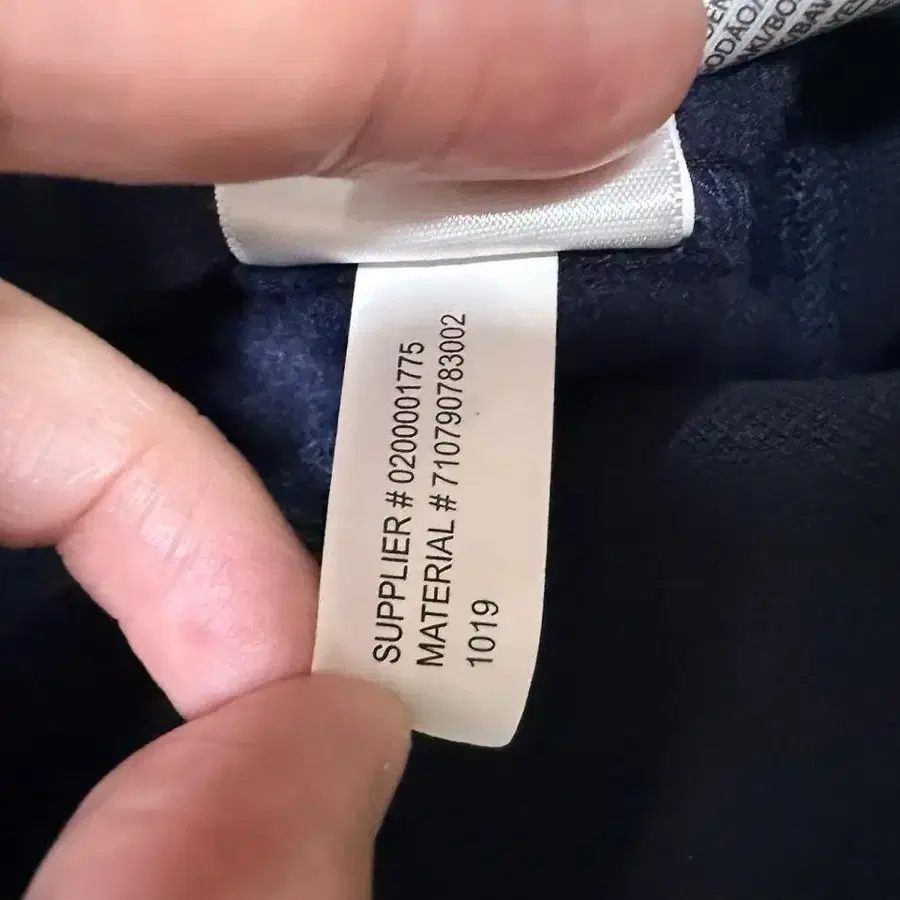 SUPPLIER # 0200001775
MATERIAL # 710790783002
1019